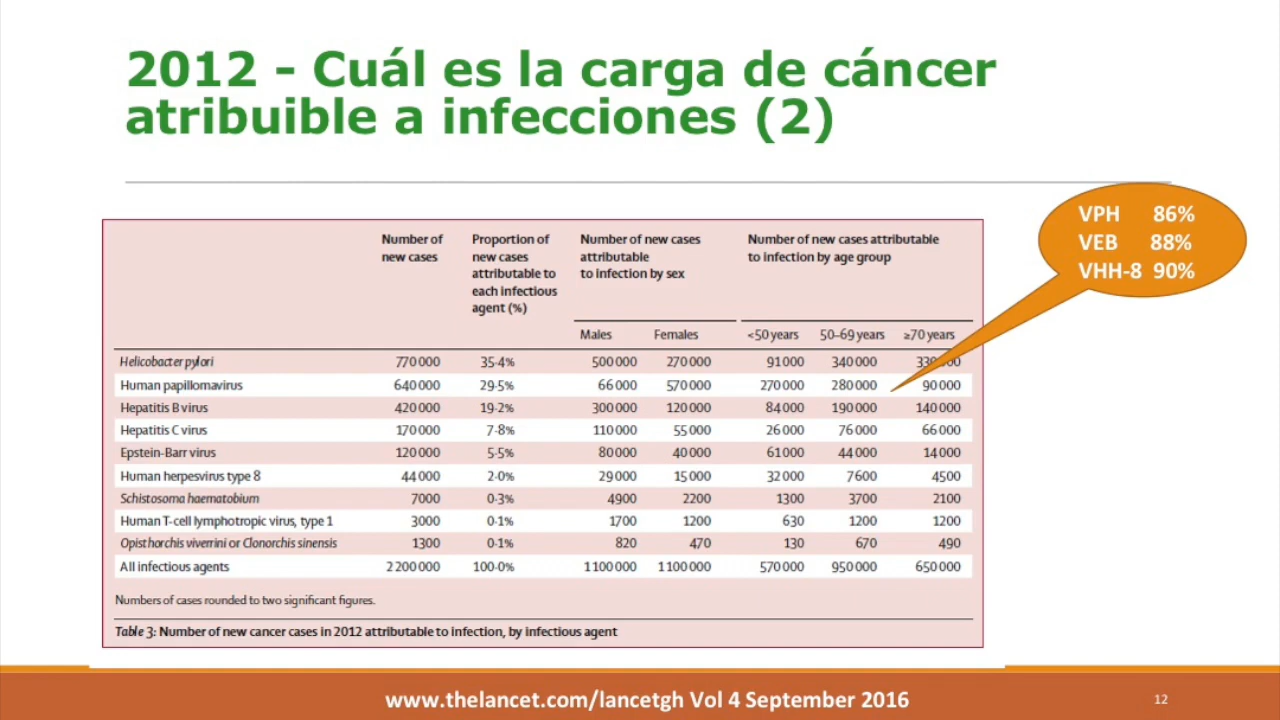 2012 - Cuál es la carga de cáncer
atribuible a infecciones (2)
VPH 86%
VEB 88%
VHH-8 90%
Number of new cases
Proportion of new cases attributable to each infectious agent (%)
Number of new cases attributable to infection by sex
Number of new cases attributable to infection by age group
Males Females <50 years 50–69 years ≥70 years
Helicobacter pylori 770 000 35·4% 500 000 270 000 91 000 340 000
Human papillomavirus 640 000 29·5% 66 000 570 000 270 000 280 000 90 000
Hepatitis B virus 420 000 19·2% 300 000 120 000 84 000 190 000 140 000
Hepatitis C virus 170 000 7·8% 110 000 55 000 26 000 76 000 66 000
Epstein-Barr virus 120 000 5·5% 80 000 40 000 61 000 44 000 14 000
Human herpesvirus type 8 44 000 2·0% 29 000 15 000 32 000 7600 4500
Schistosoma haematobium 7000 0·3% 4900 2200 1300 3700 2100
Human T-cell lymphotropic virus, type 1 3000 0·1% 1700 1200 630 1200 1200
Opisthorchis viverrini or Clonorchis sinensis 1300 0·1% 820 470 130 670 490
All infectious agents 2 200 000 100·0% 1 100 000 1 100 000 570 000 950 000 650 000
Numbers of cases rounded to two significant figures.
Table 3: Number of new cancer cases in 2012 attributable to infection, by infectious agent
www.thelancet.com/lancetgh Vol 4 September 2016
12